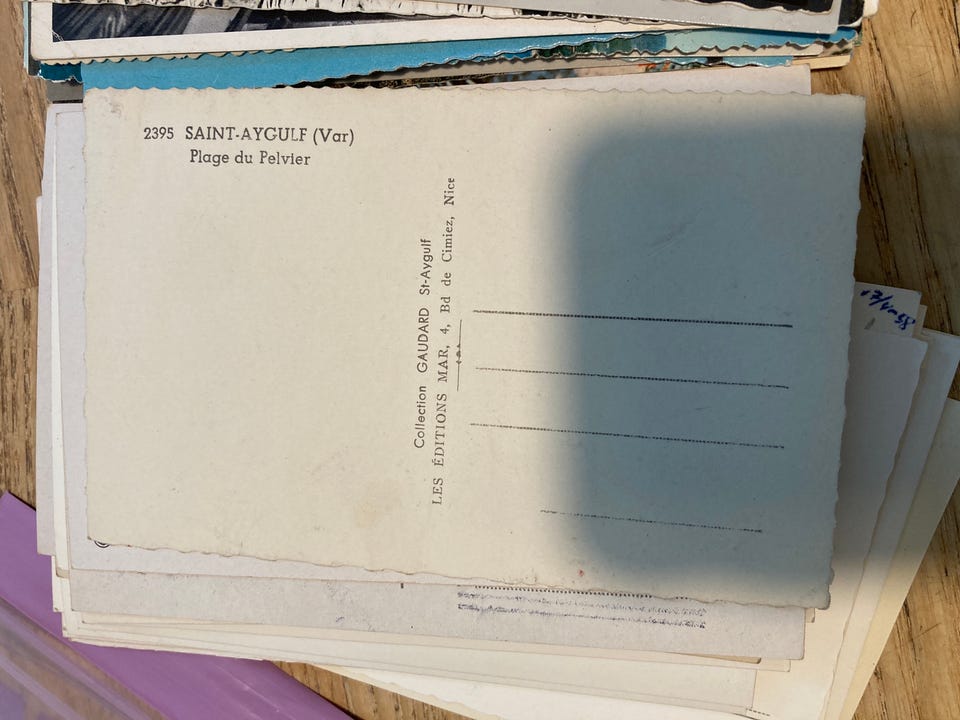 2395 SAINT-AYGULF (Var)
Plage du Pelvier
Collection GAUDARD St-Aygulf
LES ÉDITIONS MAR, 4, Bd de Cimiez, Nice